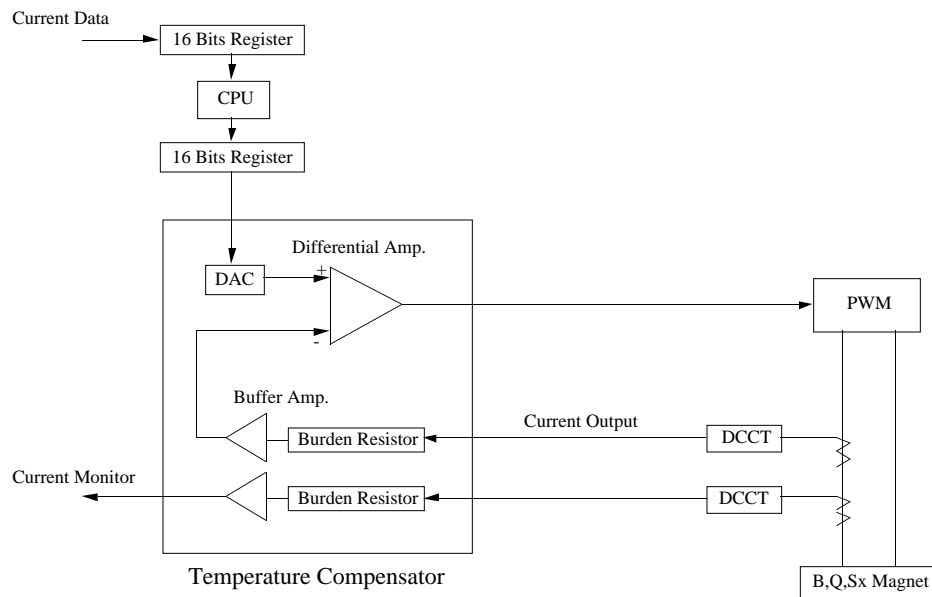 Current Data
16 Bits Register
CPU
16 Bits Register
Differential Amp.
DAC
+
-
PWM
Buffer Amp.
Current Output
Burden Resistor
DCCT
Current Monitor
Burden Resistor
DCCT
Temperature Compensator
B,Q,Sx Magnet